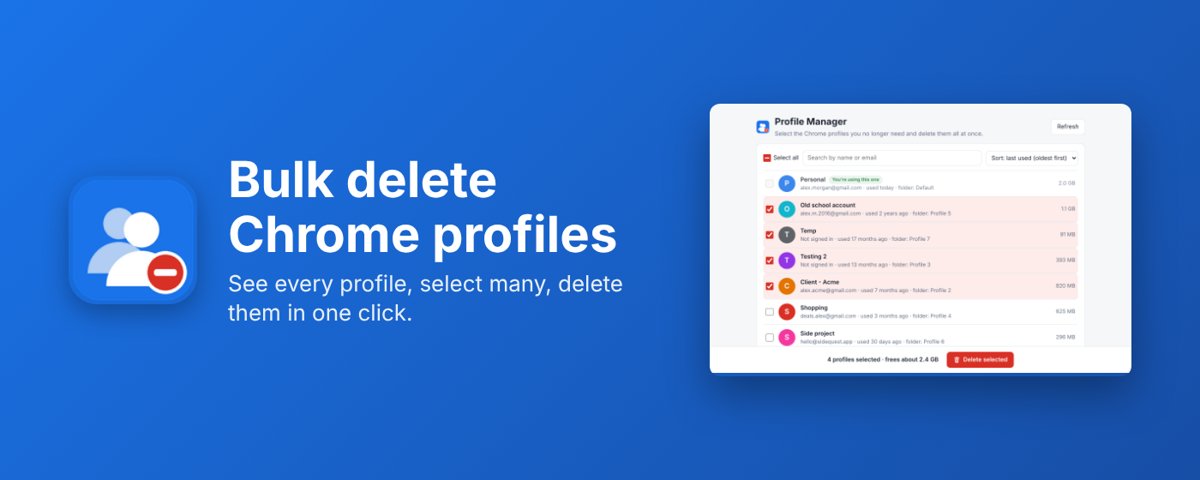 Bulk delete
Chrome profiles
See every profile, select many, delete
them in one click.
Profile Manager
Select the Chrome profiles you no longer need and delete them all at once.
Refresh
Select all
Search by name or email
Sort: last used (oldest first)
P
Personal
You're using this one
alex.morgan@gmail.com · used today · folder: Default
2.0 GB
O
Old school account
alex.m.2016@gmail.com · used 2 years ago · folder: Profile 5
1.1 GB
T
Temp
Not signed in · used 17 months ago · folder: Profile 7
91 MB
T
Testing 2
Not signed in · used 13 months ago · folder: Profile 3
393 MB
C
Client - Acme
alex.acme@gmail.com · used 7 months ago · folder: Profile 2
820 MB
S
Shopping
deals.alex@gmail.com · used 3 months ago · folder: Profile 4
625 MB
S
Side project
hello@sidequest.app · used 30 days ago · folder: Profile 6
296 MB
4 profiles selected · frees about 2.4 GB
Delete selected